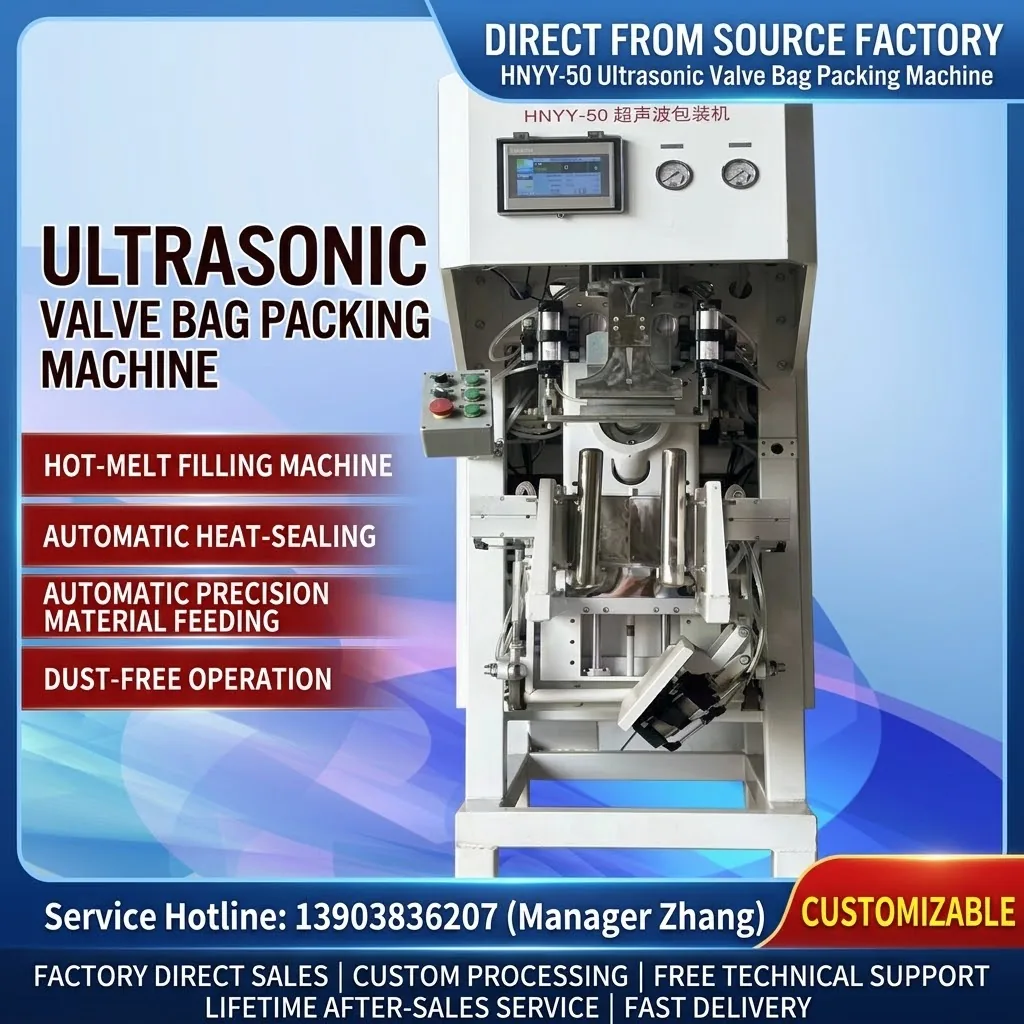 DIRECT FROM SOURCE FACTORY
HNYY-50 Ultrasonic Valve Bag Packing Machine
HNYY-50 超声波包装机
ULTRASONIC
VALVE BAG PACKING
MACHINE
HOT-MELT FILLING MACHINE
AUTOMATIC HEAT-SEALING
AUTOMATIC PRECISION
MATERIAL FEEDING
DUST-FREE OPERATION
Service Hotline: 13903836207 (Manager Zhang)
CUSTOMIZABLE
FACTORY DIRECT SALES | CUSTOM PROCESSING | FREE TECHNICAL SUPPORT
LIFETIME AFTER-SALES SERVICE | FAST DELIVERY